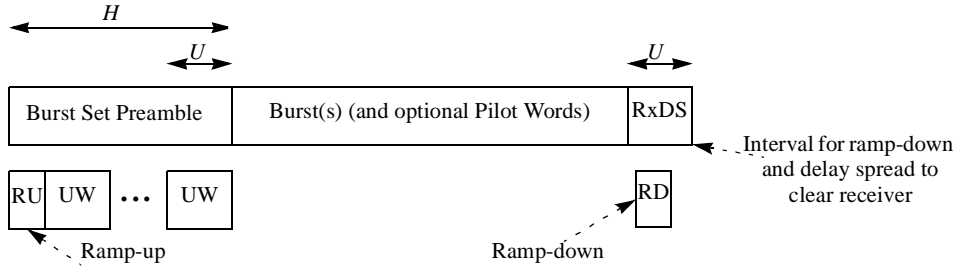 H
U
U
Burst Set Preamble
Burst(s) (and optional Pilot Words)
RxDS
Interval for ramp-down
and delay spread to
clear receiver
RU
UW
•••
UW
RD
Ramp-up
Ramp-down